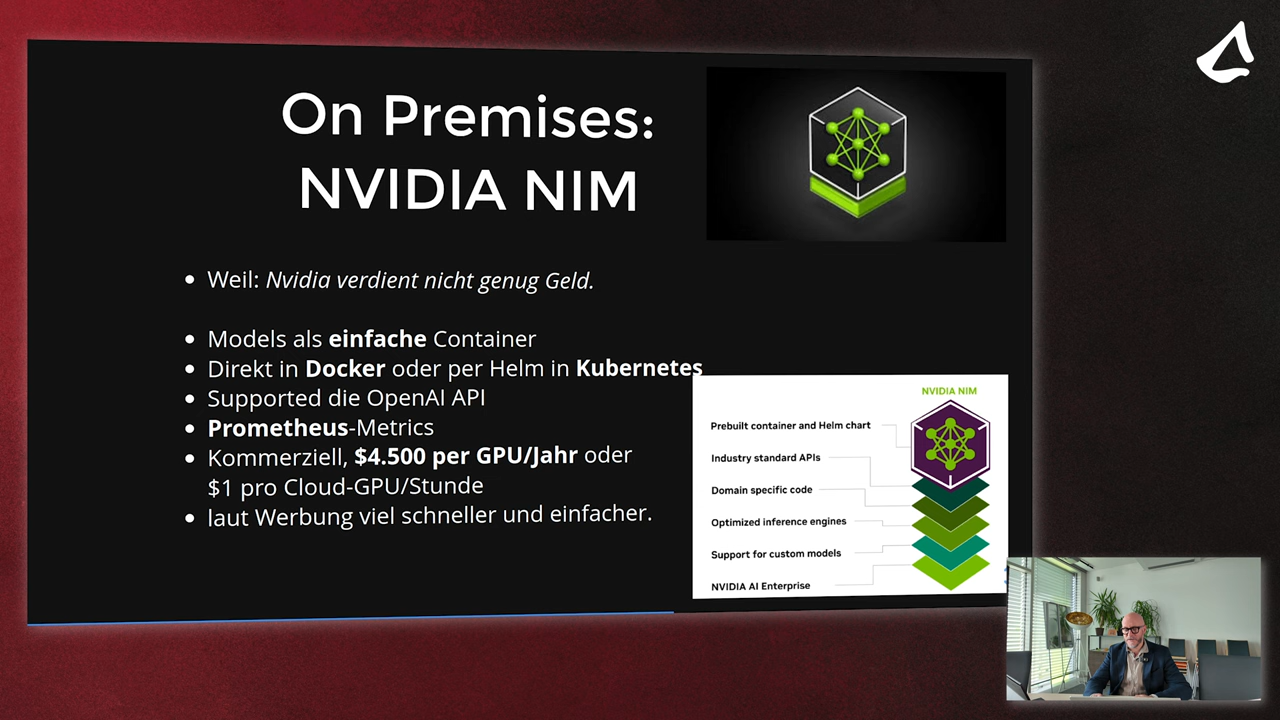 On Premises:
NVIDIA NIM
Weil: Nvidia verdient nicht genug Geld.
Models als einfache Container
Direkt in Docker oder per Helm in Kubernetes
Supported die OpenAI API
Prometheus-Metrics
Kommerziell, $4.500 per GPU/Jahr oder
$1 pro Cloud-GPU/Stunde
laut Werbung viel schneller und einfacher.
NVIDIA NIM
Prebuilt container and Helm chart
Industry standard APIs
Domain specific code
Optimized inference engines
Support for custom models
NVIDIA AI Enterprise